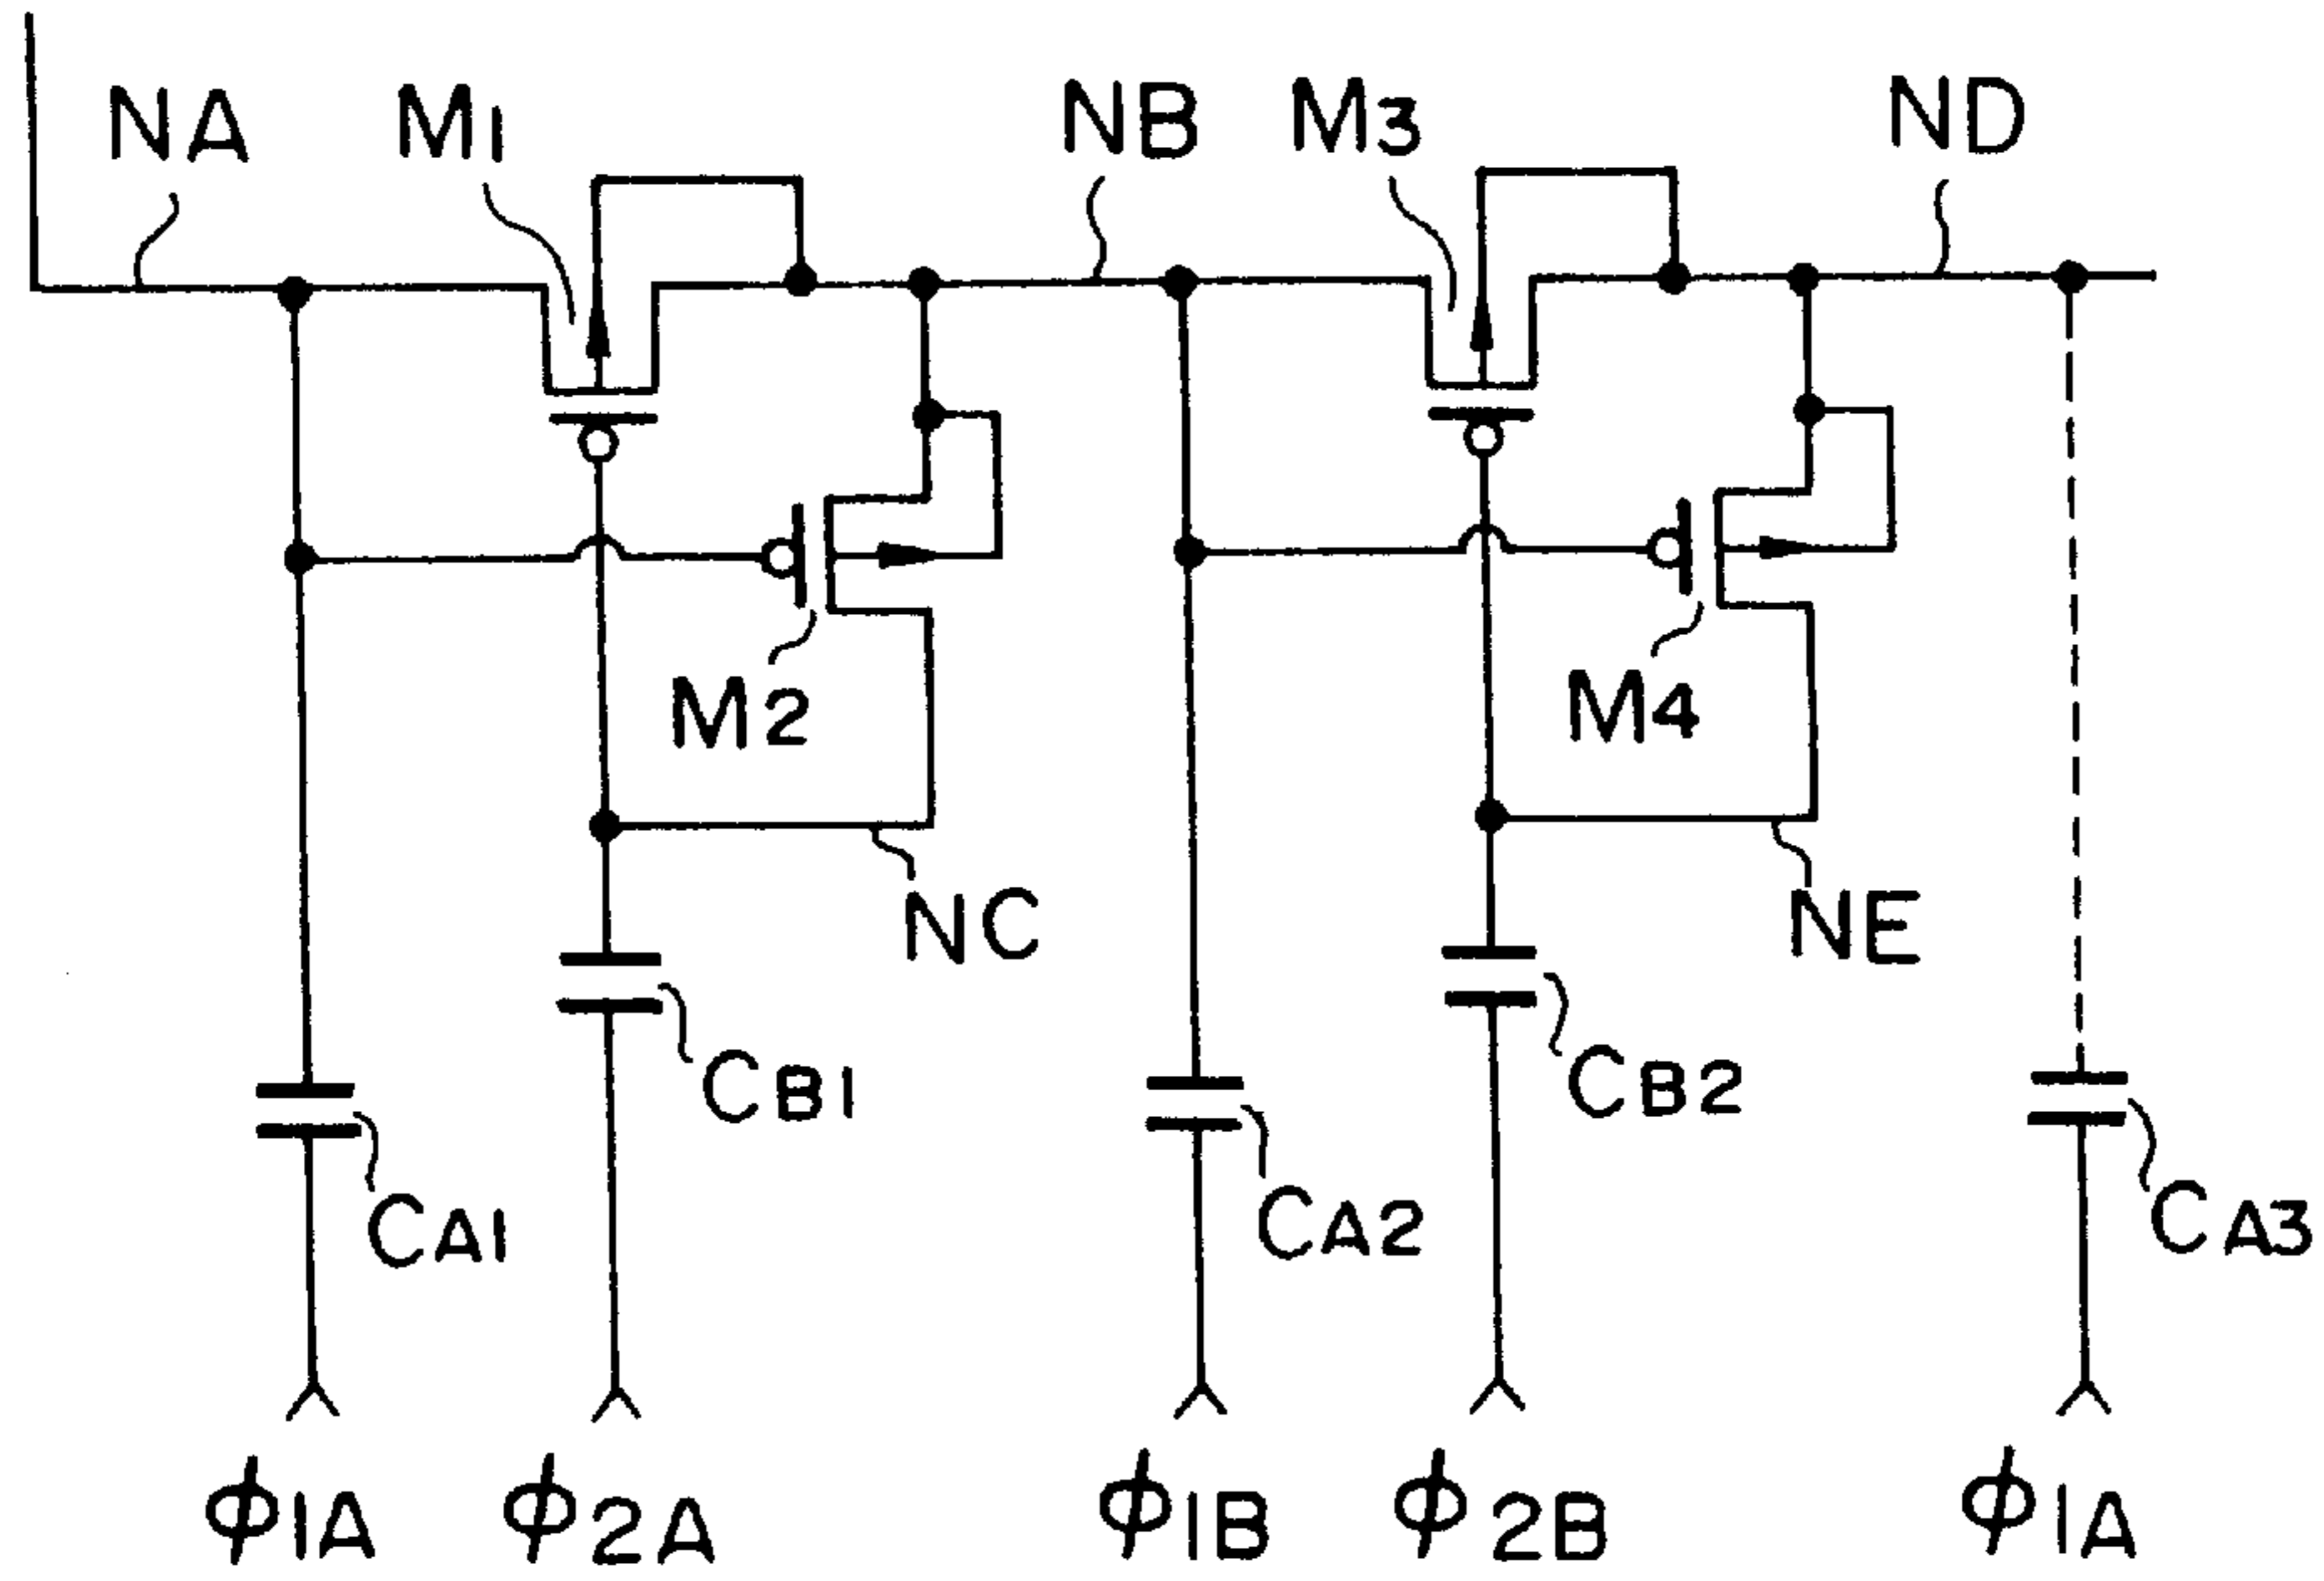 NA M1 NB M3 ND
M2 M4
NC NE
CB1 CB2
CA1 CA2 CA3
ϕ1A ϕ2A ϕ1B ϕ2B ϕ1A